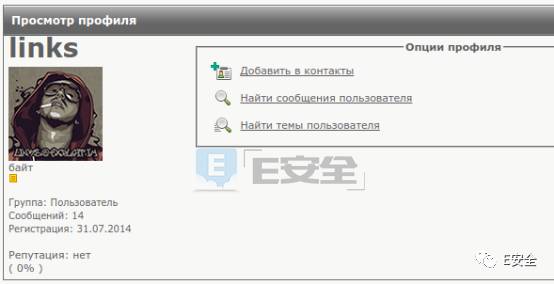 Просмотр профиля
links
Опции профиля
Добавить в контакты
Найти сообщения пользователя
Найти темы пользователя
байт
E安全
Группа: Пользователь
Сообщений: 14
Регистрация: 31.07.2014
Репутация: нет
( 0% )
E安全